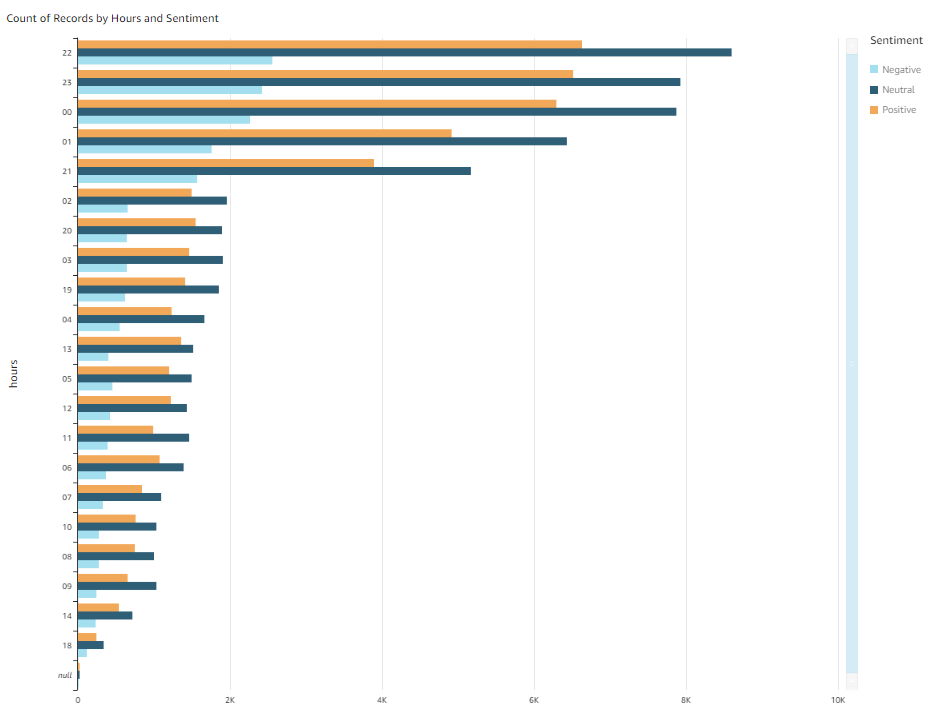 Count of Records by Hours and Sentiment
Sentiment
Negative
Neutral
Positive
hours
22
23
00
01
21
02
20
03
19
04
13
05
12
11
06
07
10
08
09
14
18
null
0 2K 4K 6K 8K 10K